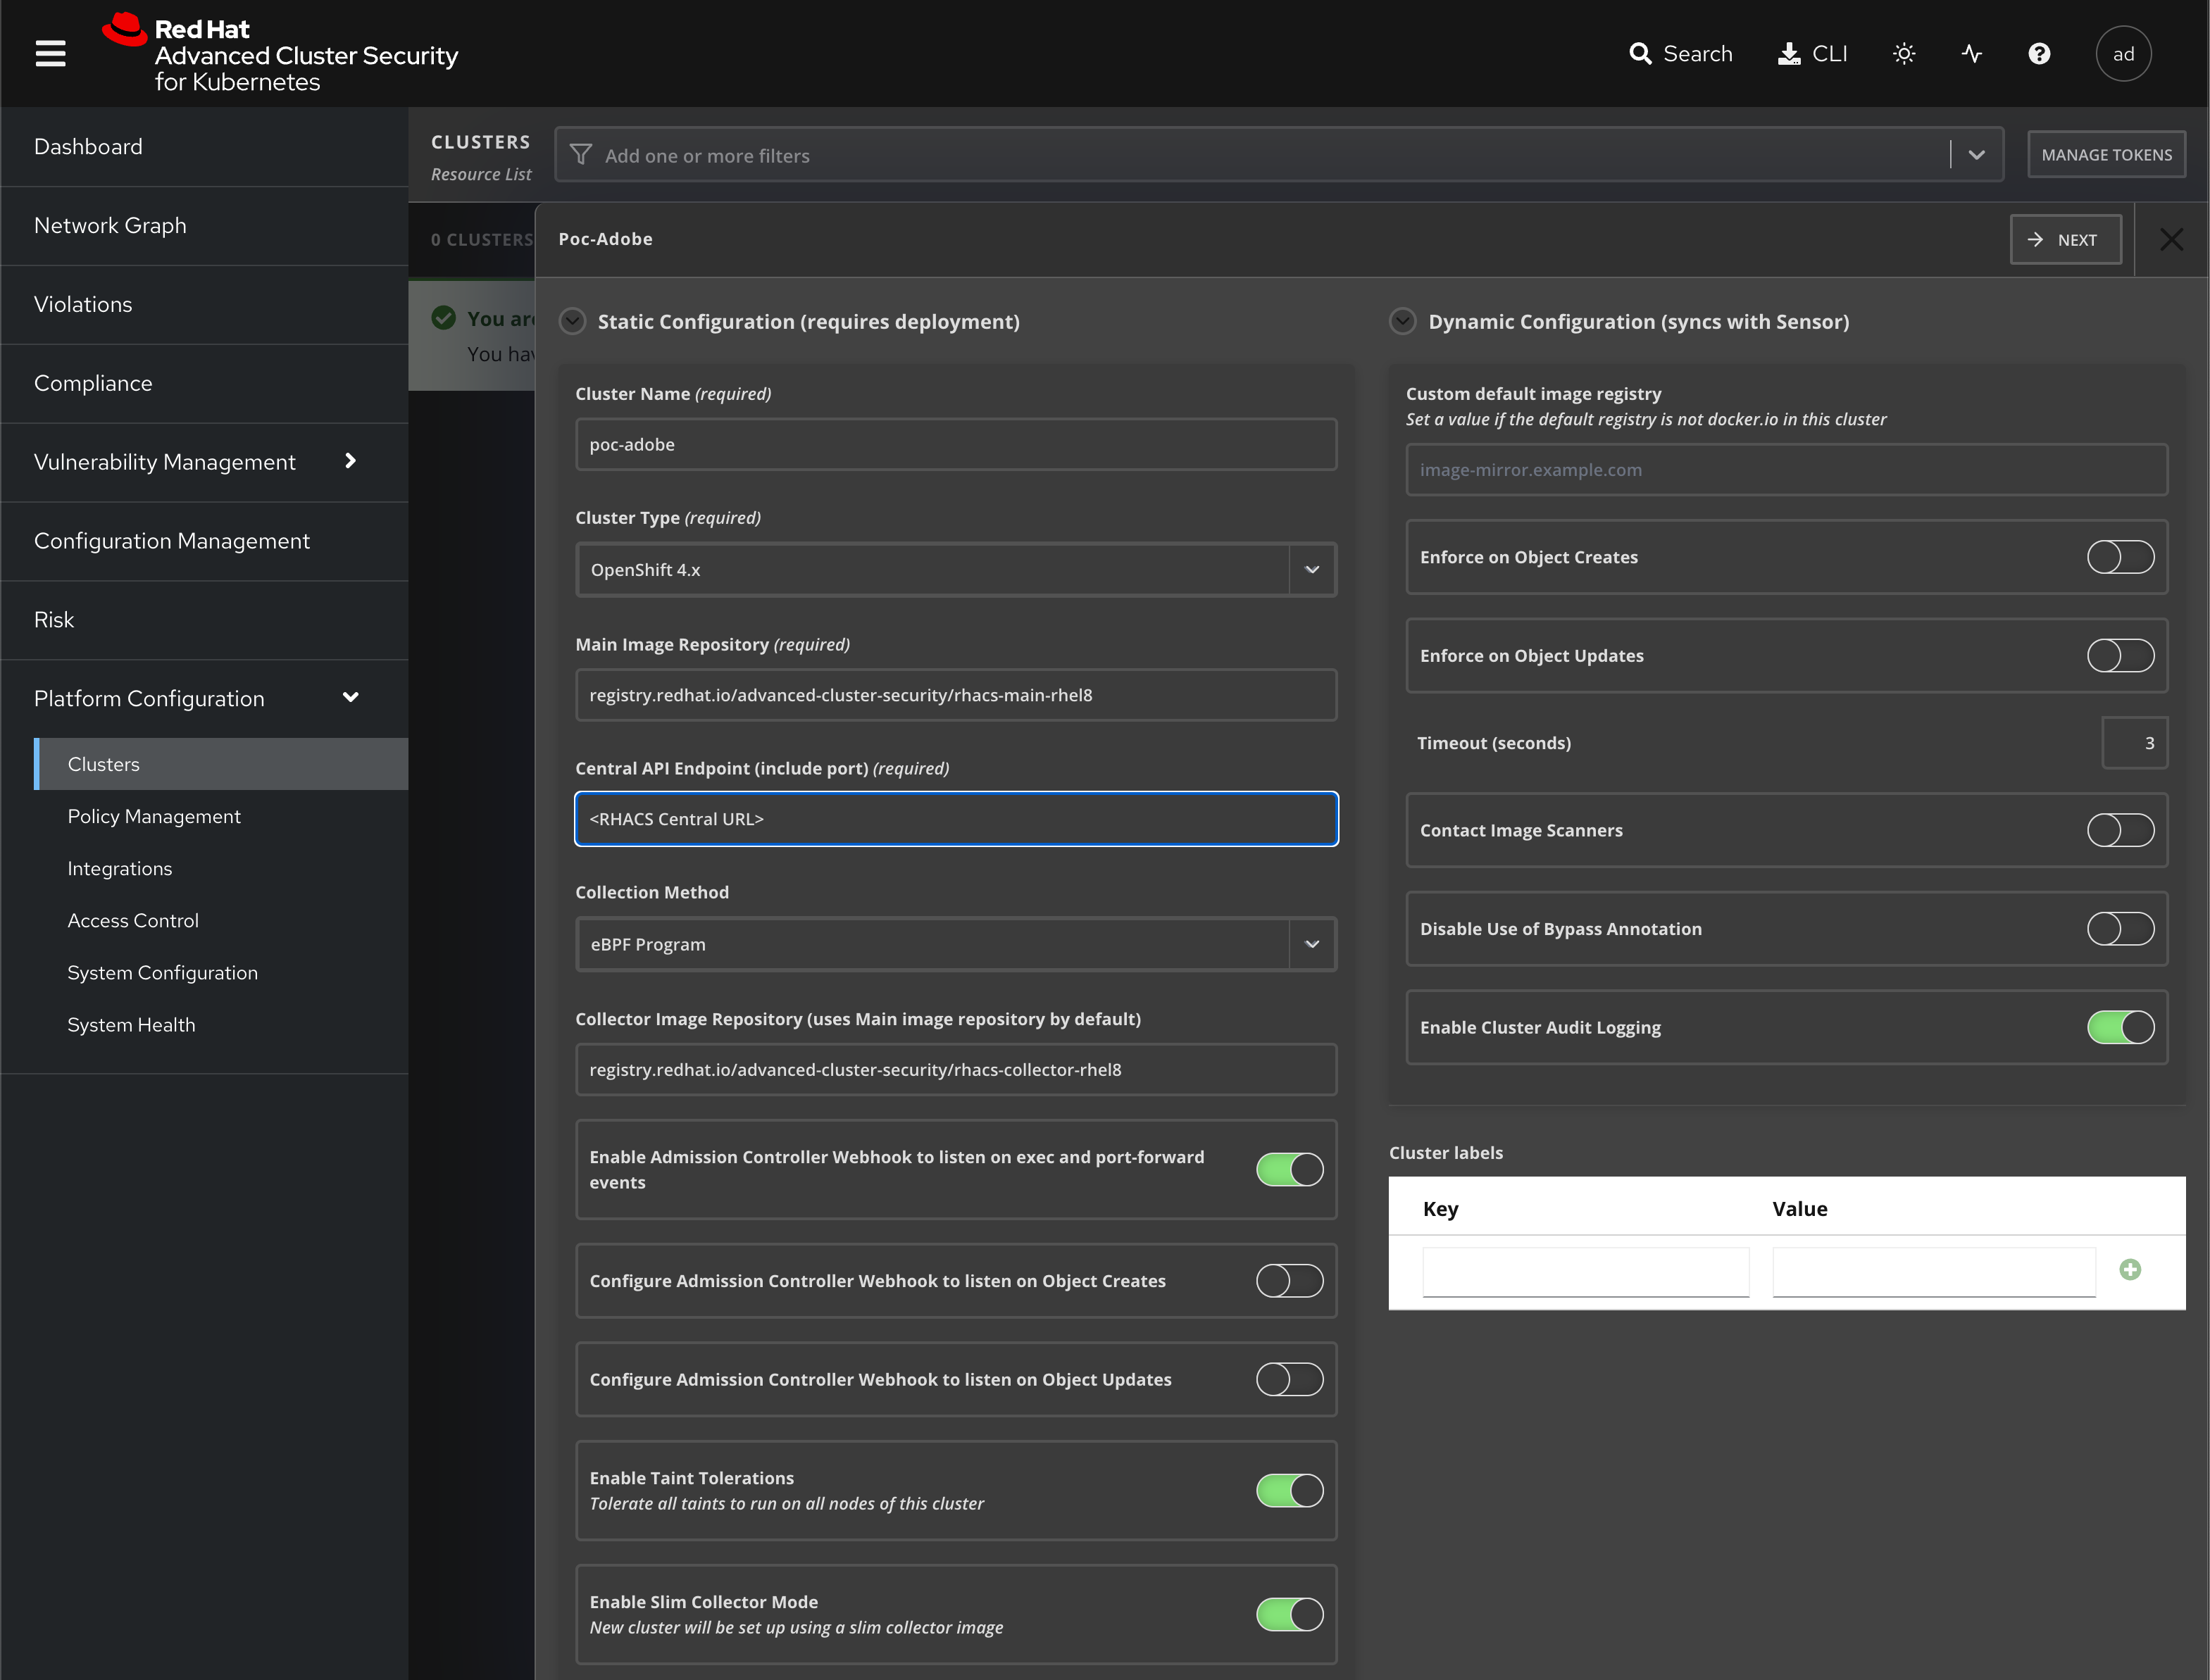 Red Hat
Advanced Cluster Security
for Kubernetes
Search
CLI
ad
Dashboard
Network Graph
Violations
Compliance
Vulnerability Management
Configuration Management
Risk
Platform Configuration
Clusters
Policy Management
Integrations
Access Control
System Configuration
System Health
CLUSTERS
Resource List
Add one or more filters
MANAGE TOKENS
0 CLUSTERS
You
You
Poc-Adobe
NEXT
Static Configuration (requires deployment)
Cluster Name (required)
poc-adobe
Cluster Type (required)
OpenShift 4.x
Main Image Repository (required)
registry.redhat.io/advanced-cluster-security/rhacs-main-rhel8
Central API Endpoint (include port) (required)
<RHACS Central URL>
Collection Method
eBPF Program
Collector Image Repository (uses Main image repository by default)
registry.redhat.io/advanced-cluster-security/rhacs-collector-rhel8
Enable Admission Controller Webhook to listen on exec and port-forward
events
Configure Admission Controller Webhook to listen on Object Creates
Configure Admission Controller Webhook to listen on Object Updates
Enable Taint Tolerations
Tolerate all taints to run on all nodes of this cluster
Enable Slim Collector Mode
New cluster will be set up using a slim collector image
Dynamic Configuration (syncs with Sensor)
Custom default image registry
Set a value if the default registry is not docker.io in this cluster
image-mirror.example.com
Enforce on Object Creates
Enforce on Object Updates
Timeout (seconds)
3
Contact Image Scanners
Disable Use of Bypass Annotation
Enable Cluster Audit Logging
Cluster labels
Key Value